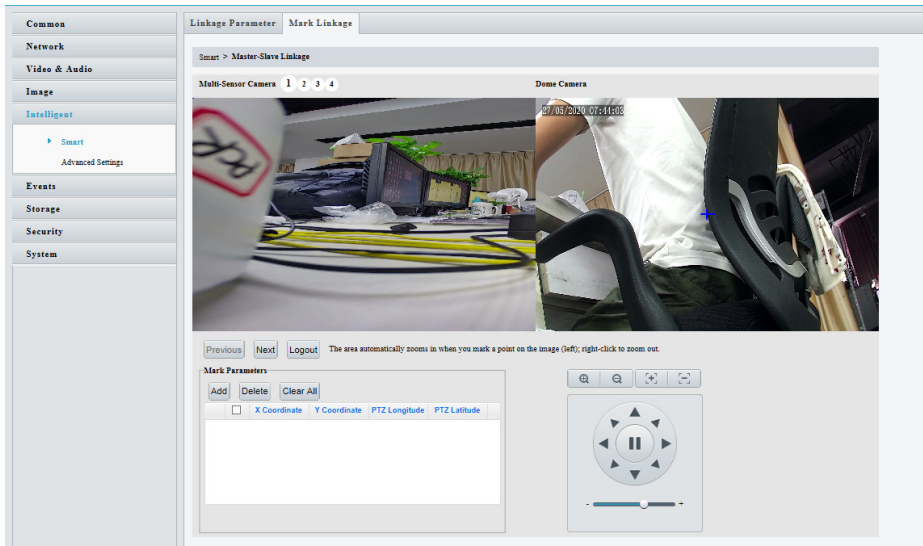 Common
Network
Video & Audio
Image
Intelligent
Smart
Advanced Settings
Events
Storage
Security
System
Linkage Parameter Mark Linkage
Smart > Master-Slave Linkage
Multi-Sensor Camera 1 2 3 4
Dome Camera
PCR
27/05/2020 07:44:03
Previous Next Logout The area automatically zooms in when you mark a point on the image (left); right-click to zoom out.
Mark Parameters
Add Delete Clear All
X Coordinate Y Coordinate PTZ Longitude PTZ Latitude
- +